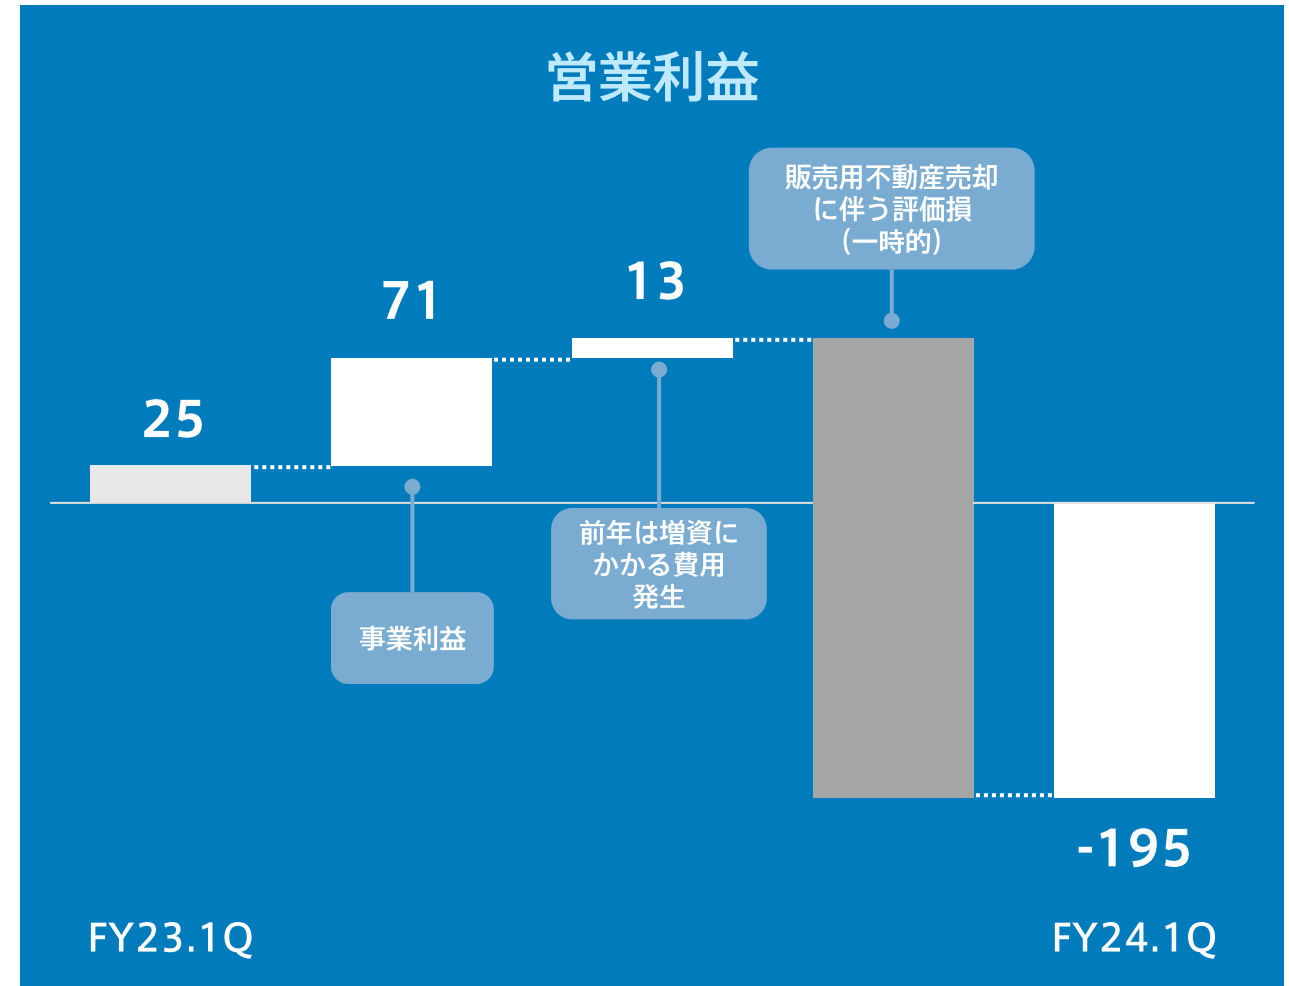 営業利益
販売用不動産売却
に伴う評価損
(一時的)
13
71
25
前年は増資に
かかる費用
発生
事業利益
-195
FY23.1Q
FY24.1Q